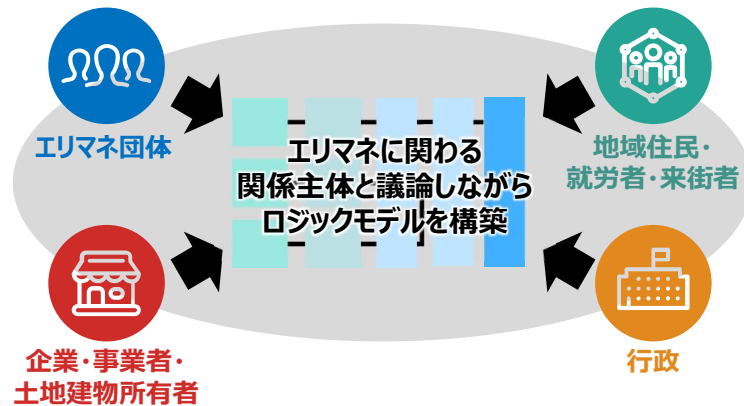 エリマネ団体
地域住民・
就労者・来街者
エリマネに関わる
関係主体と議論しながら
ロジックモデルを構築
企業・事業者・
土地建物所有者
行政